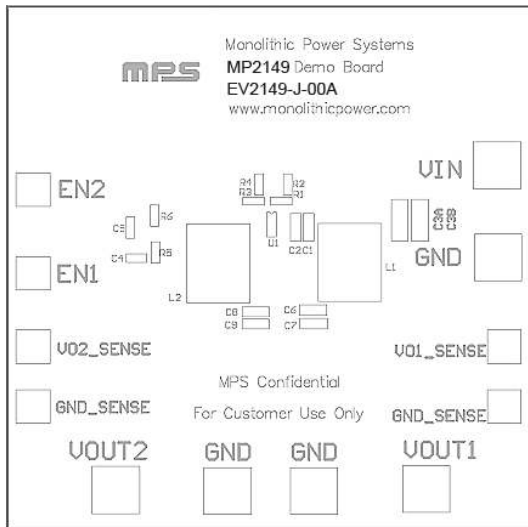 Monolithic Power Systems
mps MP2149 Demo Board
EV2149-J-00A
www.monolithicpower.com
VIN
EN2
R4 R2
R3 R1
R6
C5
U1
C2 C1
C3A
C3B
GND
EN1
C4
R5
L2
L1
C8 C6
C9 C7
VO2_SENSE
VO1_SENSE
MPS Confidential
GND_SENSE
For Customer Use Only
GND_SENSE
VOUT2 GND GND VOUT1